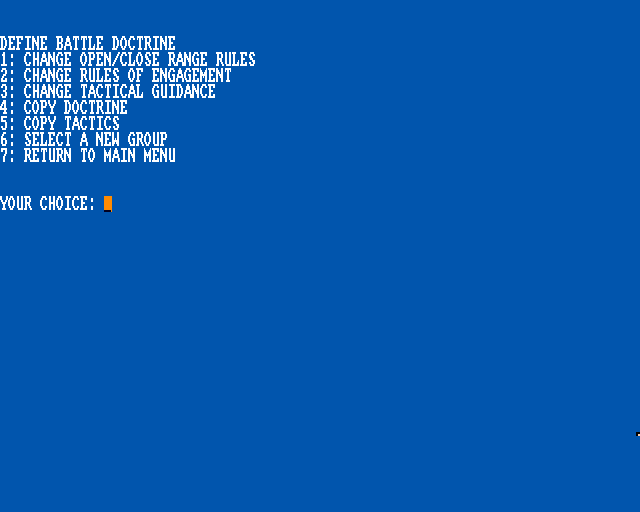 DEFINE BATTLE DOCTRINE
1: CHANGE OPEN/CLOSE RANGE RULES
2: CHANGE RULES OF ENGAGEMENT
3: CHANGE TACTICAL GUIDANCE
4: COPY DOCTRINE
5: COPY TACTICS
6: SELECT A NEW GROUP
7: RETURN TO MAIN MENU
YOUR CHOICE: